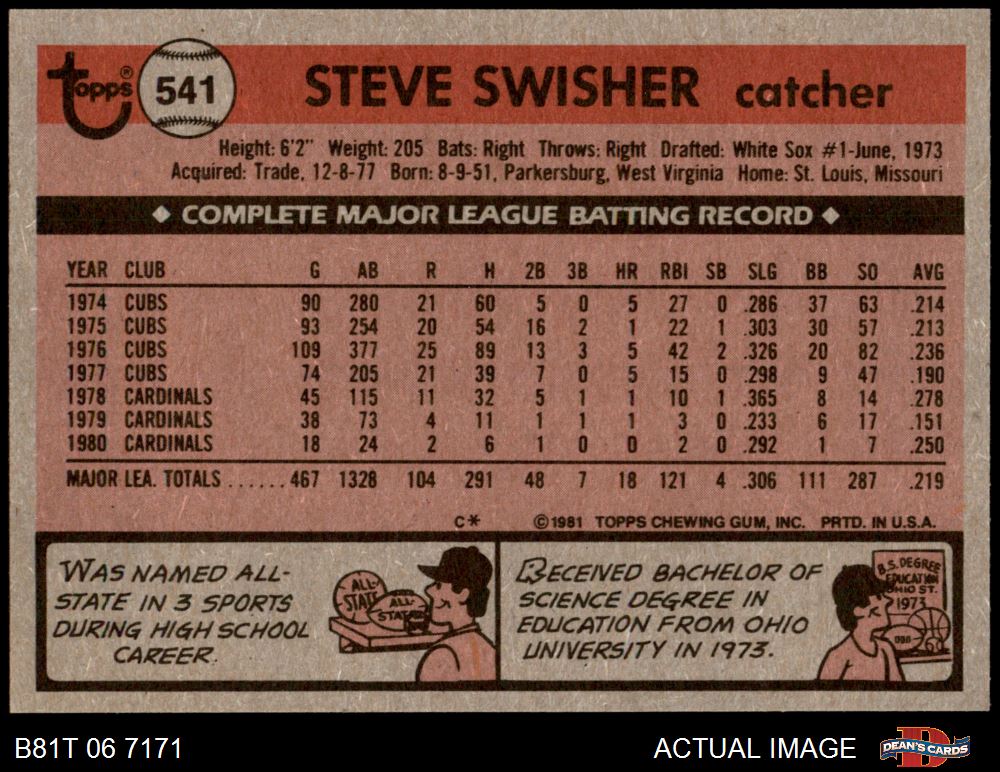 Topps® 541 STEVE SWISHER catcher
Height: 6'2" Weight: 205 Bats: Right Throws: Right Drafted: White Sox #1-June, 1973
Acquired: Trade, 12-8-77 Born: 8-9-51, Parkersburg, West Virginia Home: St. Louis, Missouri
◆ COMPLETE MAJOR LEAGUE BATTING RECORD ◆
YEAR CLUB G AB R H 2B 3B HR RBI SB SLG BB SO AVG
1974 CUBS 90 280 21 60 5 0 5 27 0 .286 37 63 .214
1975 CUBS 93 254 20 54 16 2 1 22 1 .303 30 57 .213
1976 CUBS 109 377 25 89 13 3 5 42 2 .326 20 82 .236
1977 CUBS 74 205 21 39 7 0 5 15 0 .298 9 47 .190
1978 CARDINALS 45 115 11 32 5 1 1 10 1 .365 8 14 .278
1979 CARDINALS 38 73 4 11 1 1 1 3 0 .233 6 17 .151
1980 CARDINALS 18 24 2 6 1 0 0 2 0 .292 1 7 .250
MAJOR LEA. TOTALS ......467 1328 104 291 48 7 18 121 4 .306 111 287 .219
C* ©1981 TOPPS CHEWING GUM, INC. PRTD. IN U.S.A.
WAS NAMED ALL-
STATE IN 3 SPORTS
DURING HIGH SCHOOL
CAREER.
ALL-
STATE
ALL-
STATE
RECEIVED BACHELOR OF
SCIENCE DEGREE IN
EDUCATION FROM OHIO
UNIVERSITY IN 1973.
B.S. DEGREE
EDUCATION
OHIO ST.
1973
B81T 06 7171 ACTUAL IMAGE DEAN'S CARDS